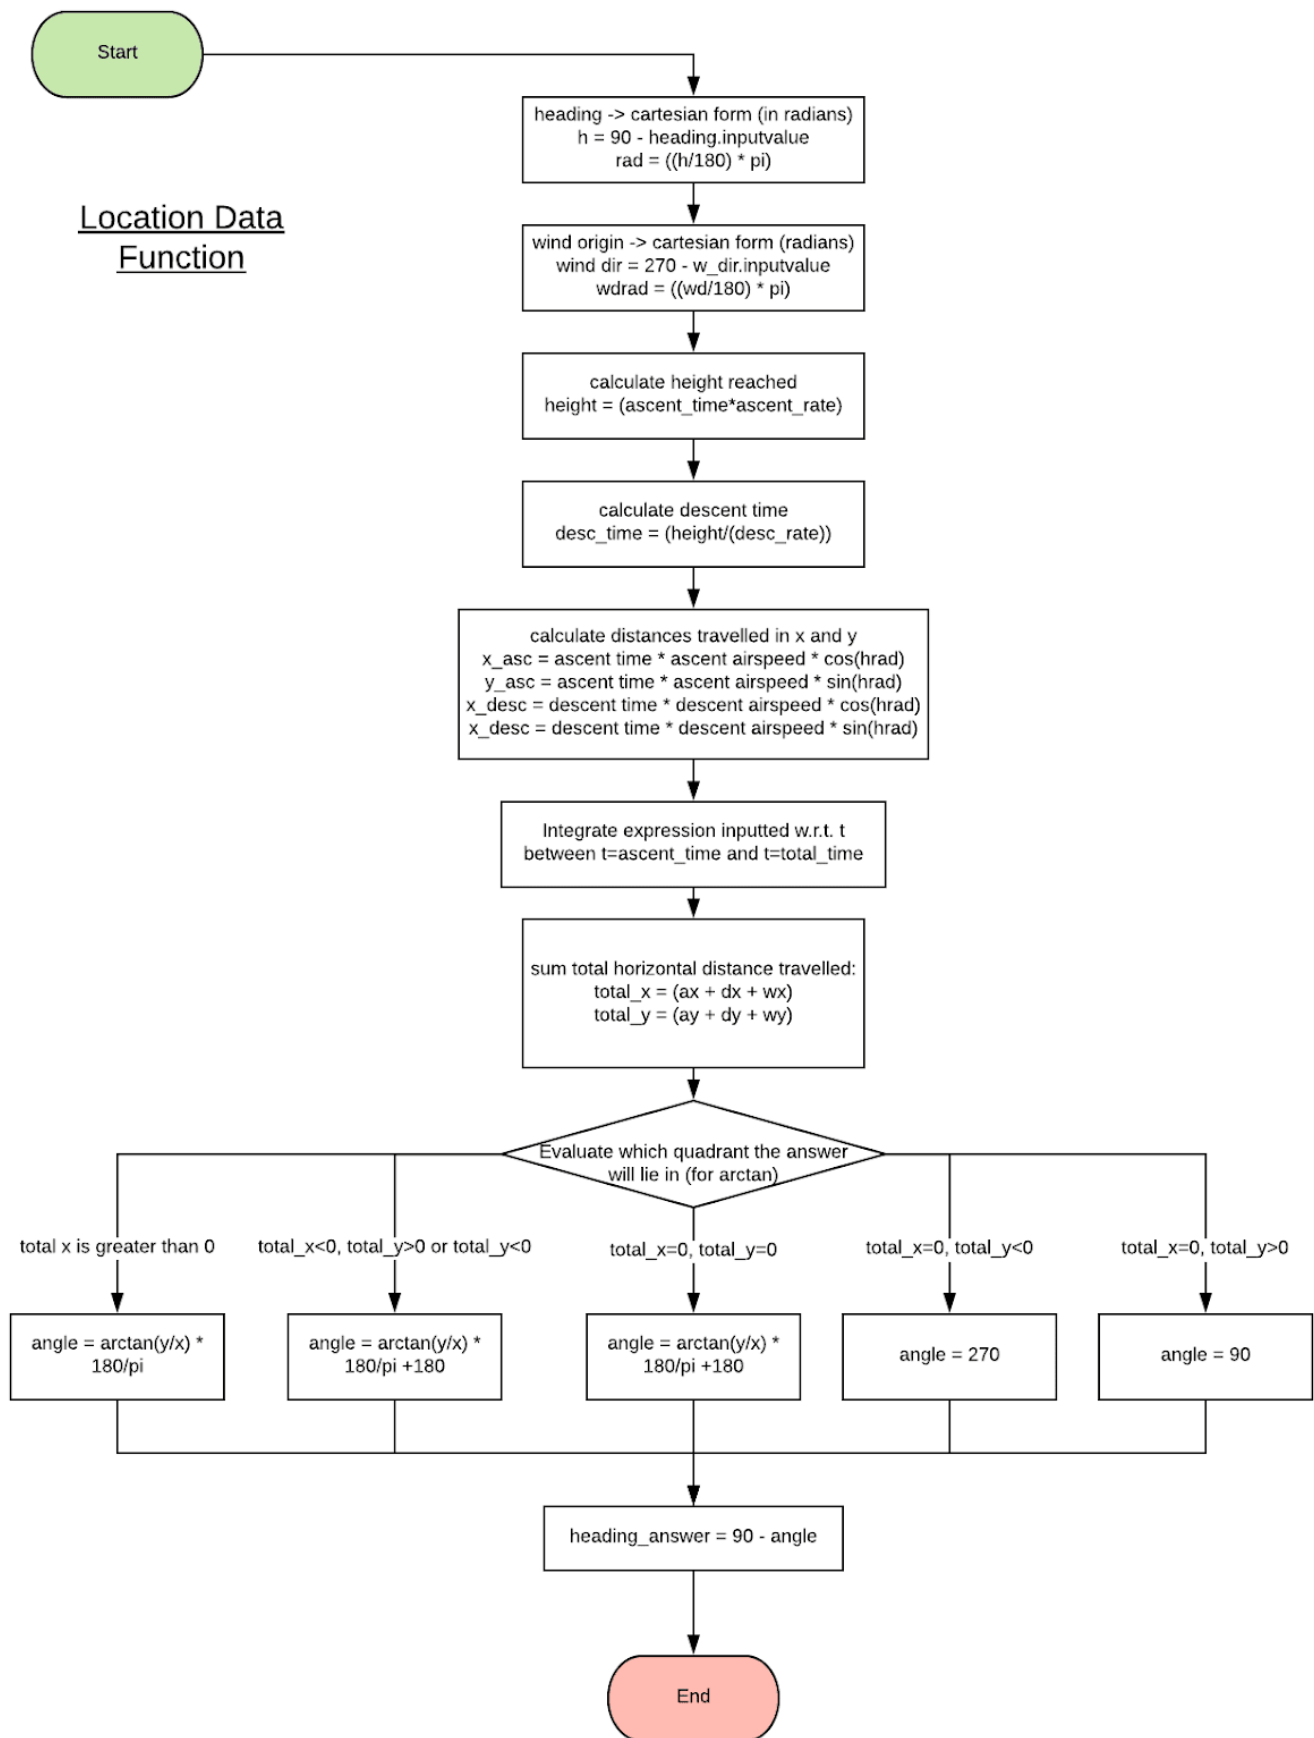 Start
heading -> cartesian form (in radians)
h = 90 - heading.inputvalue
rad = ((h/180) * pi)
Location Data
Function
wind origin -> cartesian form (radians)
wind dir = 270 - w_dir.inputvalue
wdrad = ((wd/180) * pi)
calculate height reached
height = (ascent_time*ascent_rate)
calculate descent time
desc_time = (height/(desc_rate))
calculate distances travelled in x and y
x_asc = ascent time * ascent airspeed * cos(hrad)
y_asc = ascent time * ascent airspeed * sin(hrad)
x_desc = descent time * descent airspeed * cos(hrad)
x_desc = descent time * descent airspeed * sin(hrad)
Integrate expression inputted w.r.t. t
between t=ascent_time and t=total_time
sum total horizontal distance travelled:
total_x = (ax + dx + wx)
total_y = (ay + dy + wy)
Evaluate which quadrant the answer
will lie in (for arctan)
total x is greater than 0
total_x<0, total_y>0 or total_y<0
total_x=0, total_y=0
total_x=0, total_y<0
total_x=0, total_y>0
angle = arctan(y/x) *
180/pi
angle = arctan(y/x) *
180/pi +180
angle = arctan(y/x) *
180/pi +180
angle = 270
angle = 90
heading_answer = 90 - angle
End